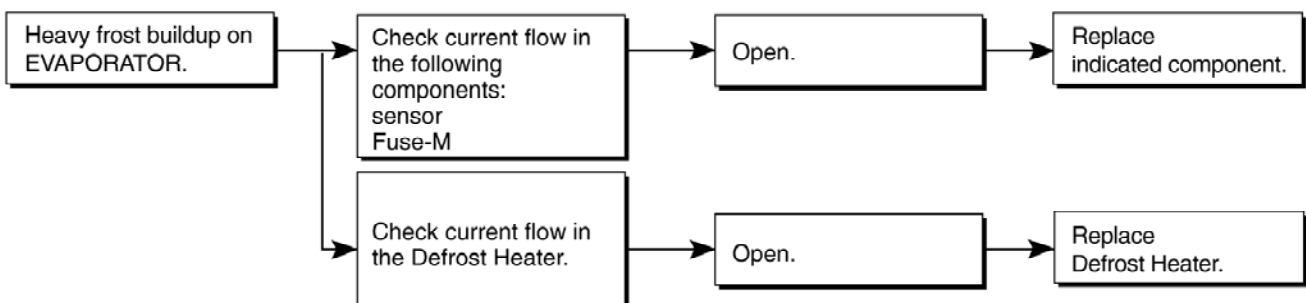 Heavy frost buildup on
EVAPORATOR.
Check current flow in
the following
components:
sensor
Fuse-M
Open.
Replace
indicated component.
Check current flow in
the Defrost Heater.
Open.
Replace
Defrost Heater.